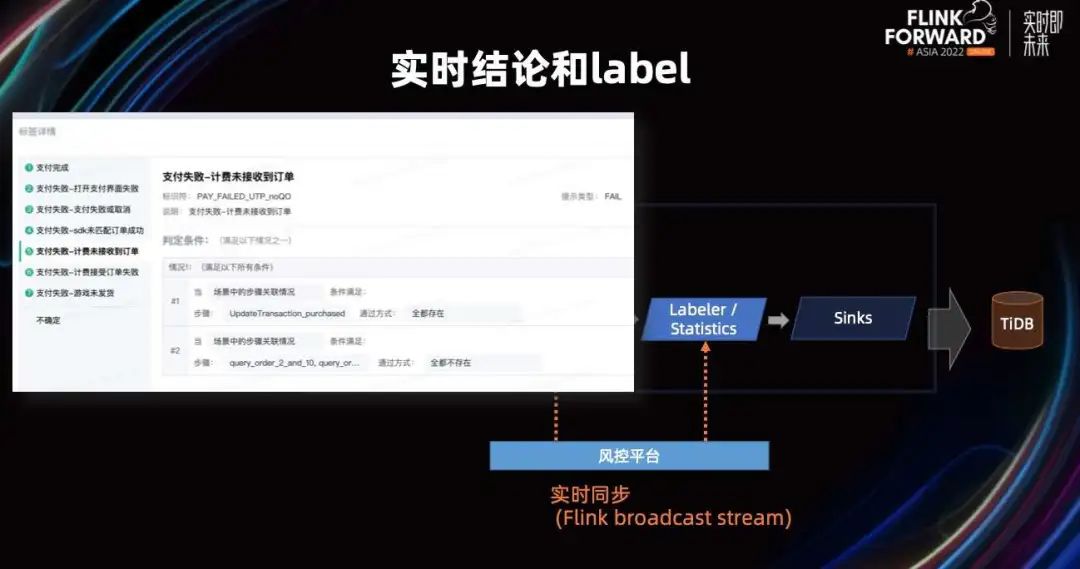 FLINK
FORWARD
# ASIA 2022 ONLINE
实时即
未来
实时结论和label
标签详情
1 支付完成
2 支付失败-打开支付界面失败
3 支付失败-支付失败或取消
4 支付失败-sdk未匹配订单成功
5 支付失败-计费未接收到订单
6 支付失败-计费接受订单失败
7 支付失败-游戏未发货
不确定
支付失败-计费未接收到订单
标识符: PAY_FAILED_UTP_noQO
提示类型: FAIL
说明: 支付失败-计费未接收到订单
判定条件: (满足以下情况之一)
情况1: (满足以下所有条件)
#1
当 场景中的步骤关联情况 条件满足:
步骤: UpdateTransaction_purchased 通过方式: 全都存在
#2
当 场景中的步骤关联情况 条件满足:
步骤: query_order_2_and_10, query_or... 通过方式: 全都不存在
Labeler /
Statistics
Sinks
TiDB
风控平台
实时同步
(Flink broadcast stream)